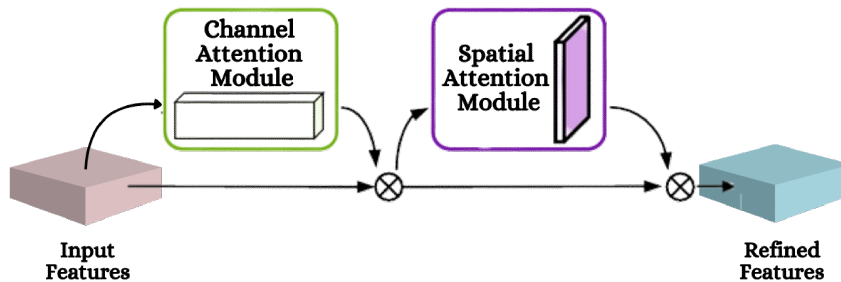 Channel
Attention
Module
Spatial
Attention
Module
Input
Features
Refined
Features